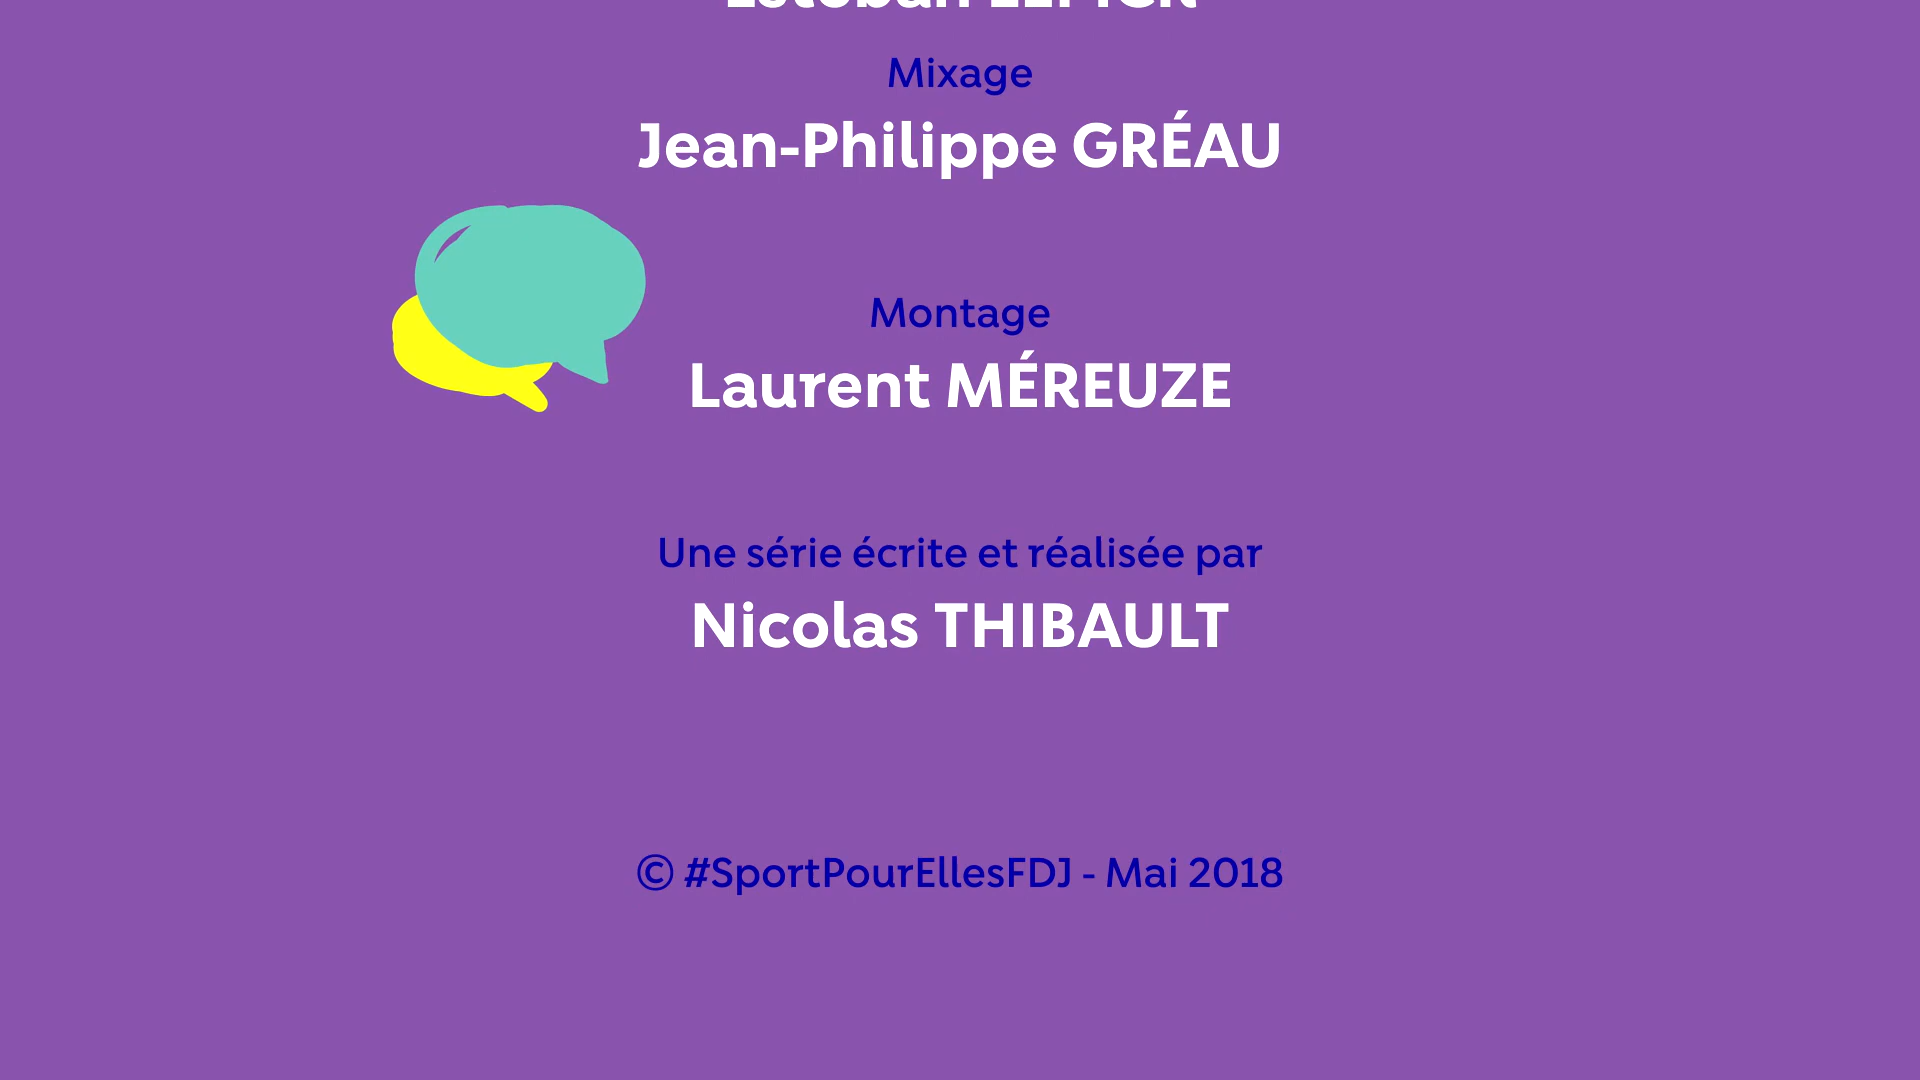 Mixage
Jean-Philippe GRÉAU
Montage
Laurent MÉREUZE
Une série écrite et réalisée par
Nicolas THIBAULT
© #SportPourEllesFDJ - Mai 2018